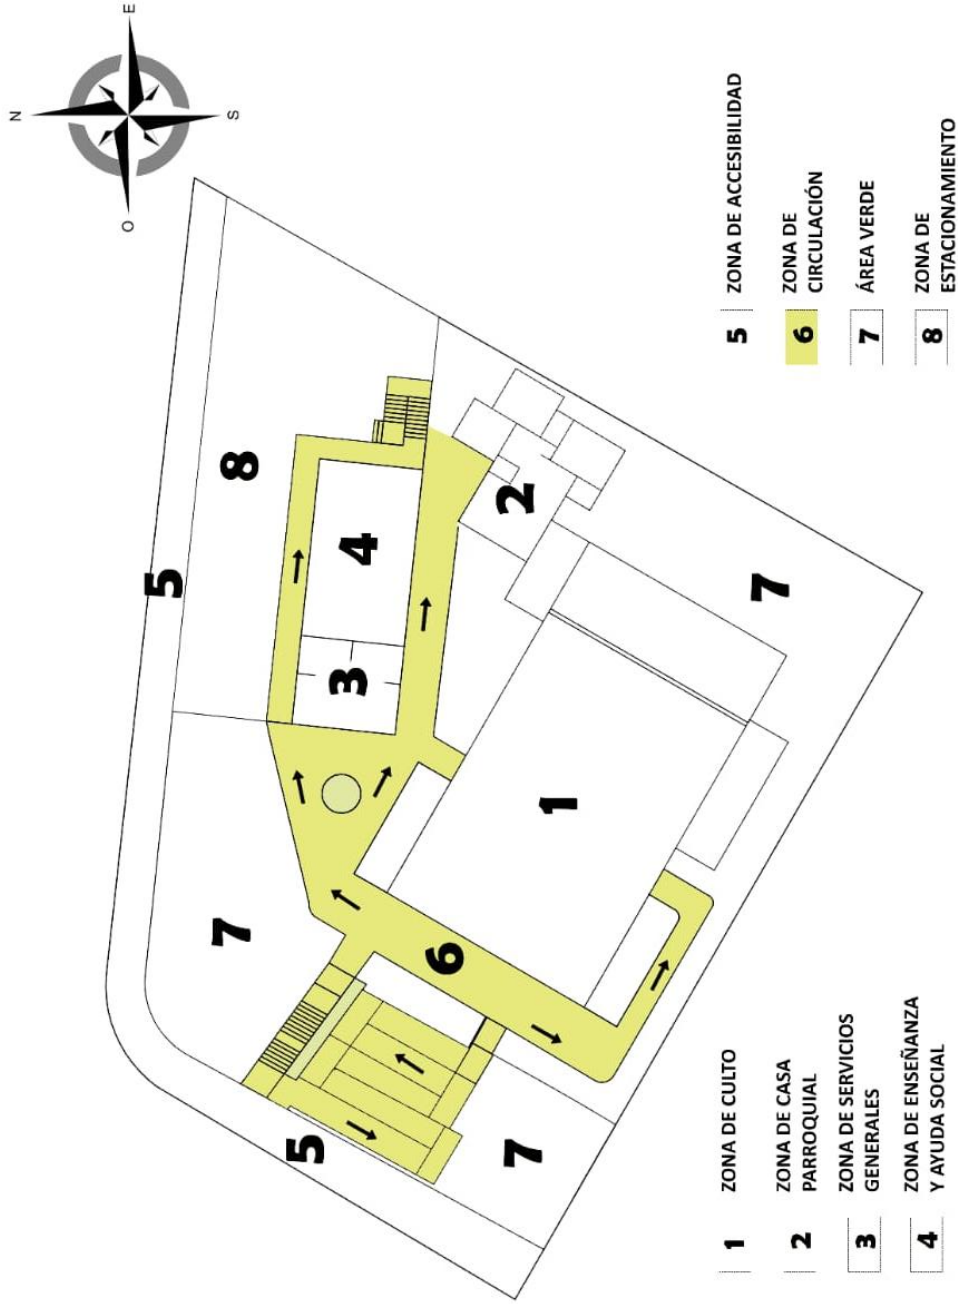 N
E
O
S
5
8
4
3
2
7
1
7
6
5
7
1 ZONA DE CULTO
2 ZONA DE CASA
PARROQUIAL
3 ZONA DE SERVICIOS
GENERALES
4 ZONA DE ENSEÑANZA
Y AYUDA SOCIAL
5 ZONA DE ACCESIBILIDAD
6 ZONA DE
CIRCULACIÓN
7 ÁREA VERDE
8 ZONA DE
ESTACIONAMIENTO